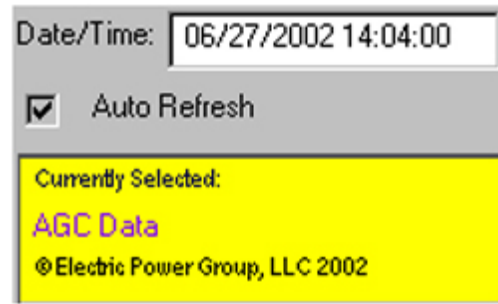 Date/Time: 06/27/2002 14:04:00
Auto Refresh
Currently Selected:
AGC Data
© Electric Power Group, LLC 2002